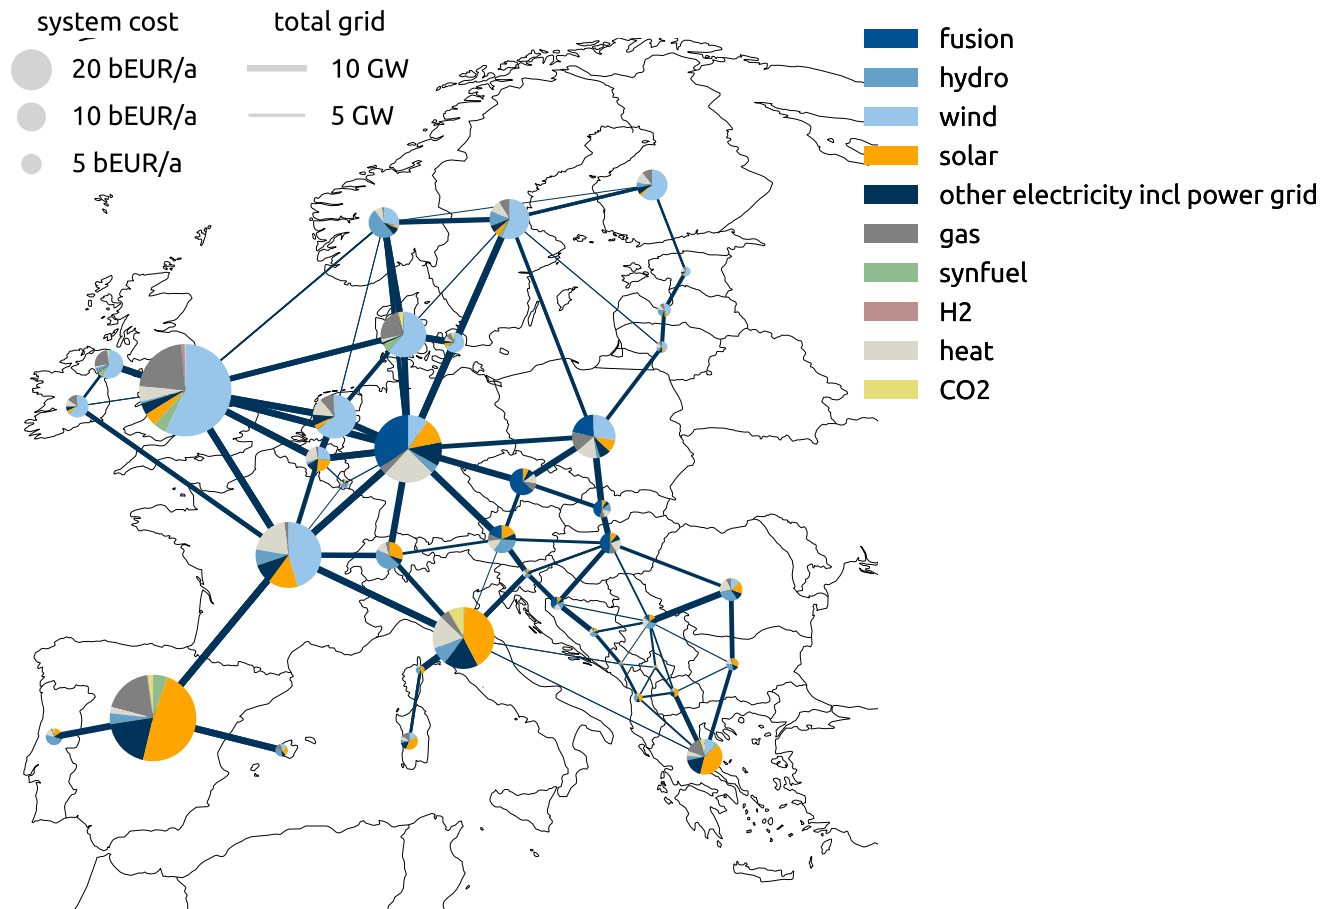 system cost
20 bEUR/a
10 bEUR/a
5 bEUR/a
total grid
10 GW
5 GW
fusion
hydro
wind
solar
other electricity incl power grid
gas
synfuel
H2
heat
CO2